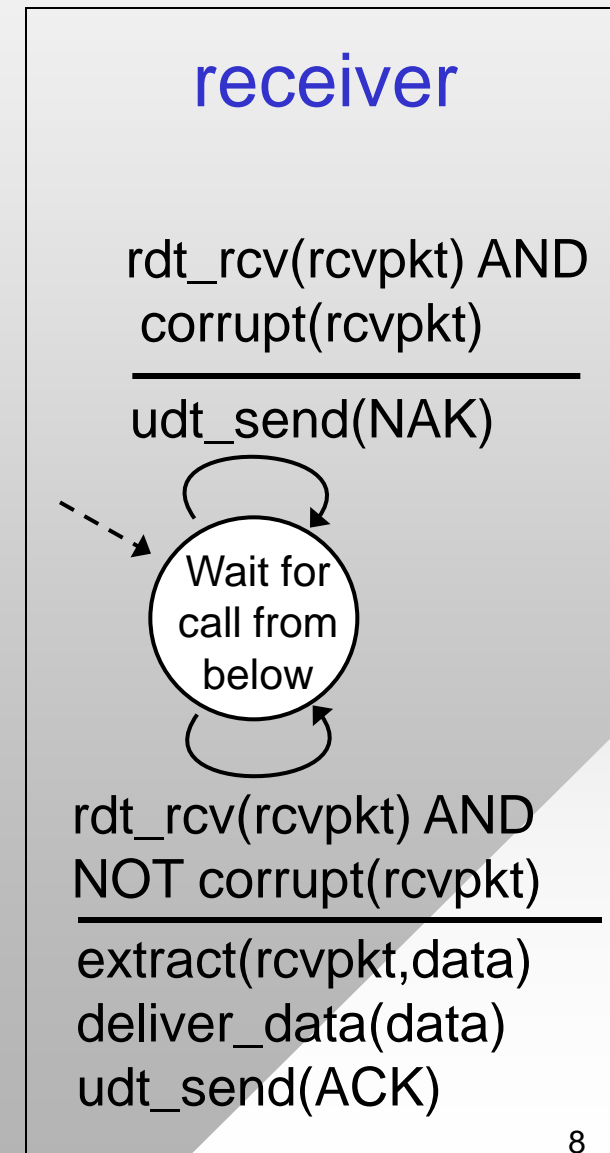 receiver
rdt_rcv(rcvpkt) AND
corrupt(rcvpkt)
udt_send(NAK)
Wait for
call from
below
rdt_rcv(rcvpkt) AND
NOT corrupt(rcvpkt)
extract(rcvpkt,data)
deliver_data(data)
udt_send(ACK)
8